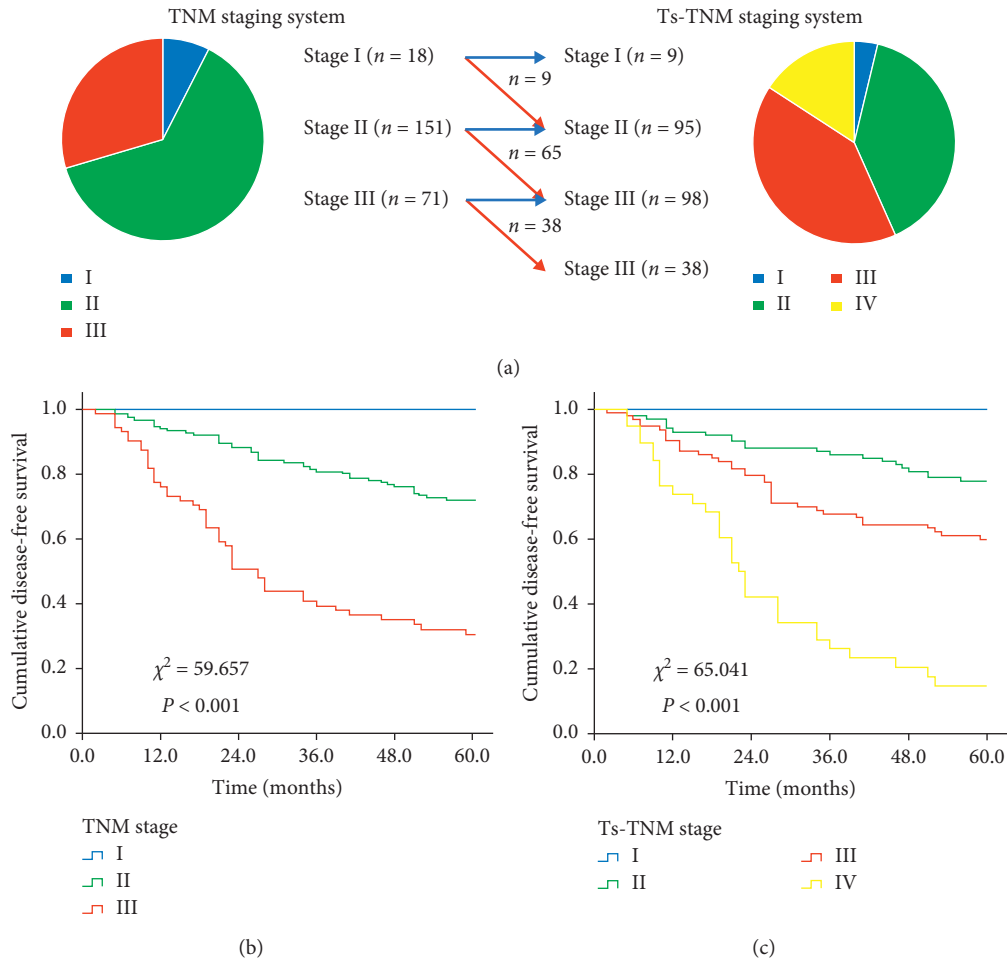 TNM staging system
Ts-TNM staging system
Stage I (n = 18)
Stage I (n = 9)
n = 9
Stage II (n = 151)
Stage II (n = 95)
n = 65
Stage III (n = 71)
Stage III (n = 98)
n = 38
Stage III (n = 38)
I
II
III
I
II
III
IV
(a)
Cumulative disease-free survival
1.0
0.8
0.6
0.4
0.2
0.0
χ² = 59.657
P < 0.001
0.0 12.0 24.0 36.0 48.0 60.0
Time (months)
TNM stage
I
II
III
(b)
Cumulative disease-free survival
1.0
0.8
0.6
0.4
0.2
0.0
χ² = 65.041
P < 0.001
0.0 12.0 24.0 36.0 48.0 60.0
Time (months)
Ts-TNM stage
I
II
III
IV
(c)